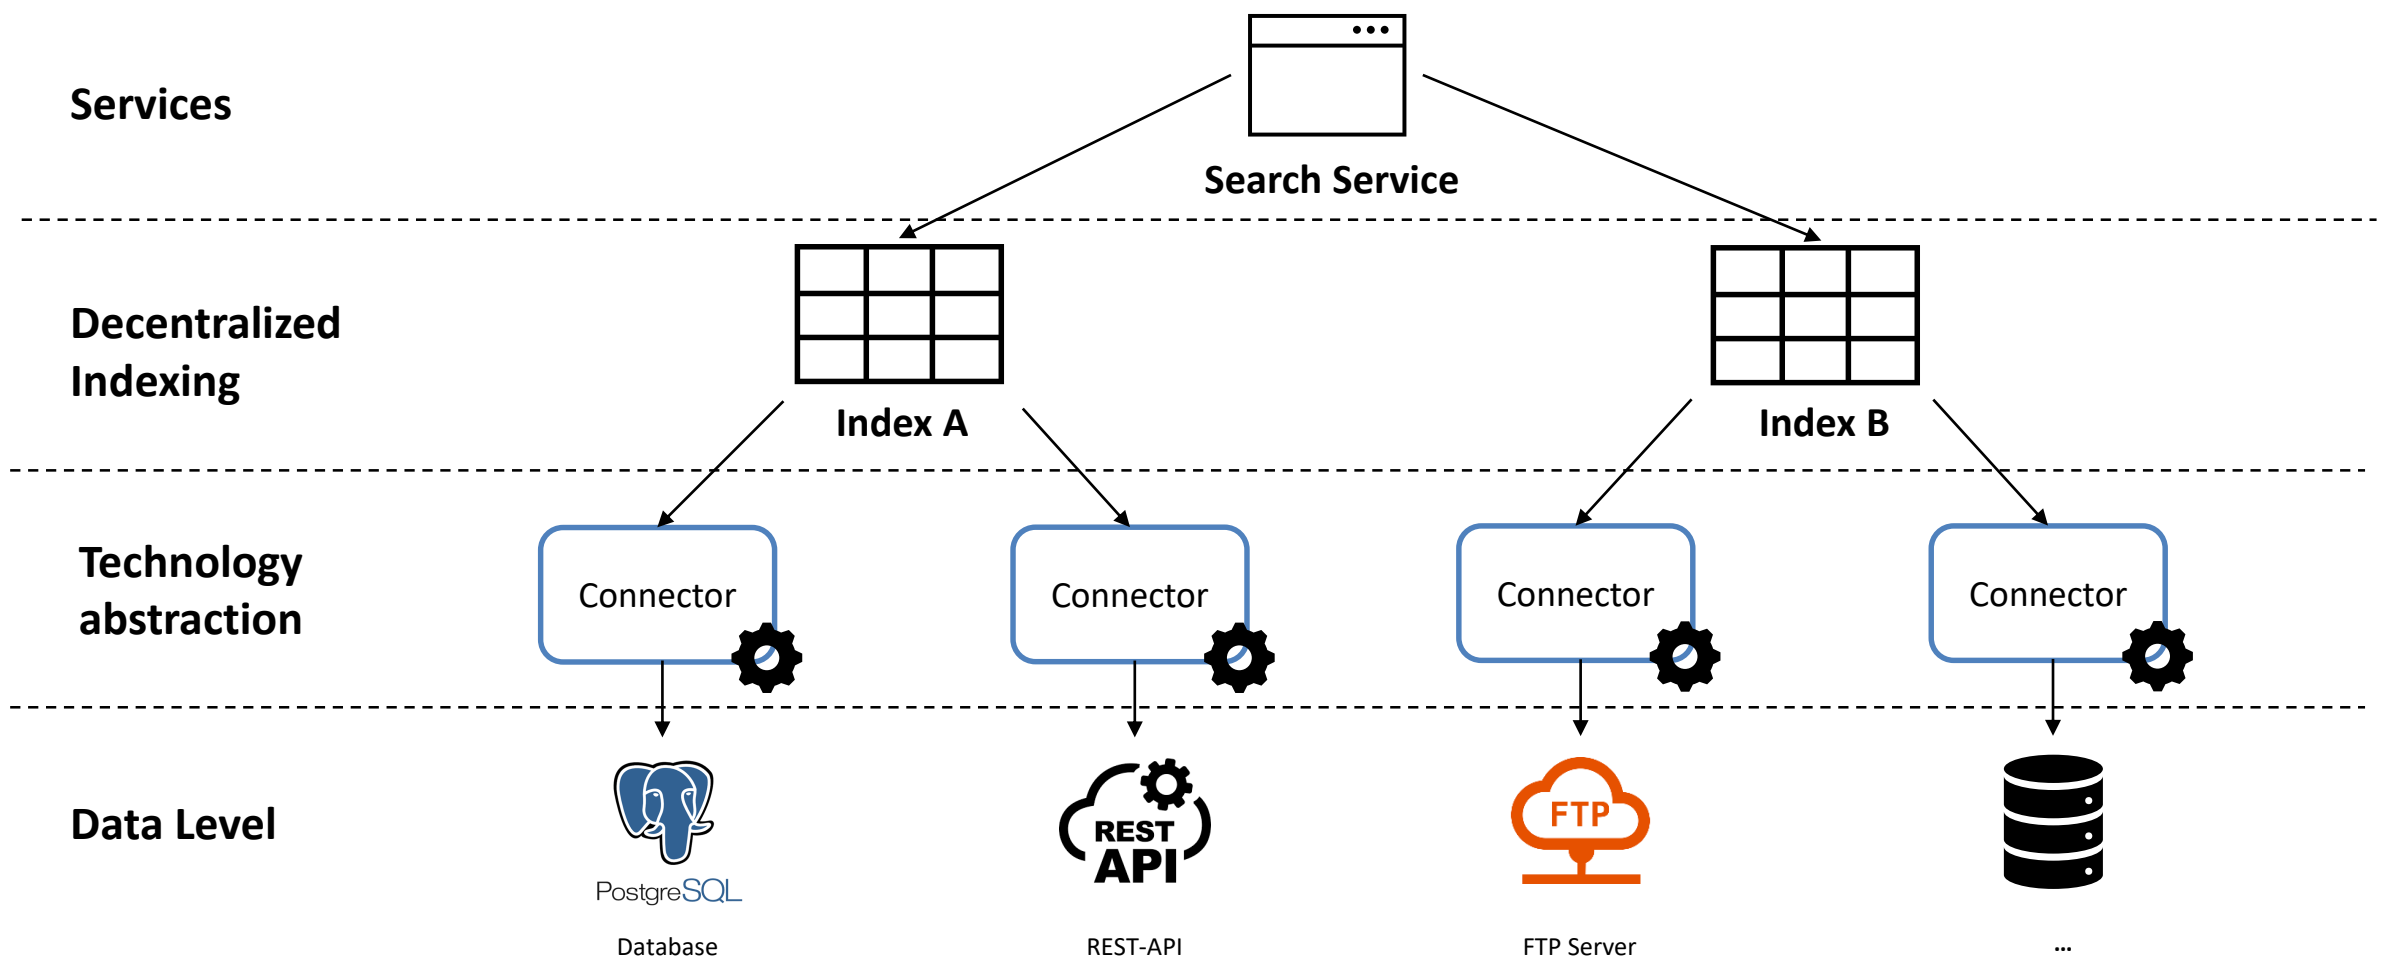 Services
Search Service
Decentralized
Indexing
Index A
Index B
Technology
abstraction
Connector
Connector
Connector
Connector
Data Level
PostgreSQL
REST
API
FTP
Database
REST-API
FTP Server
...